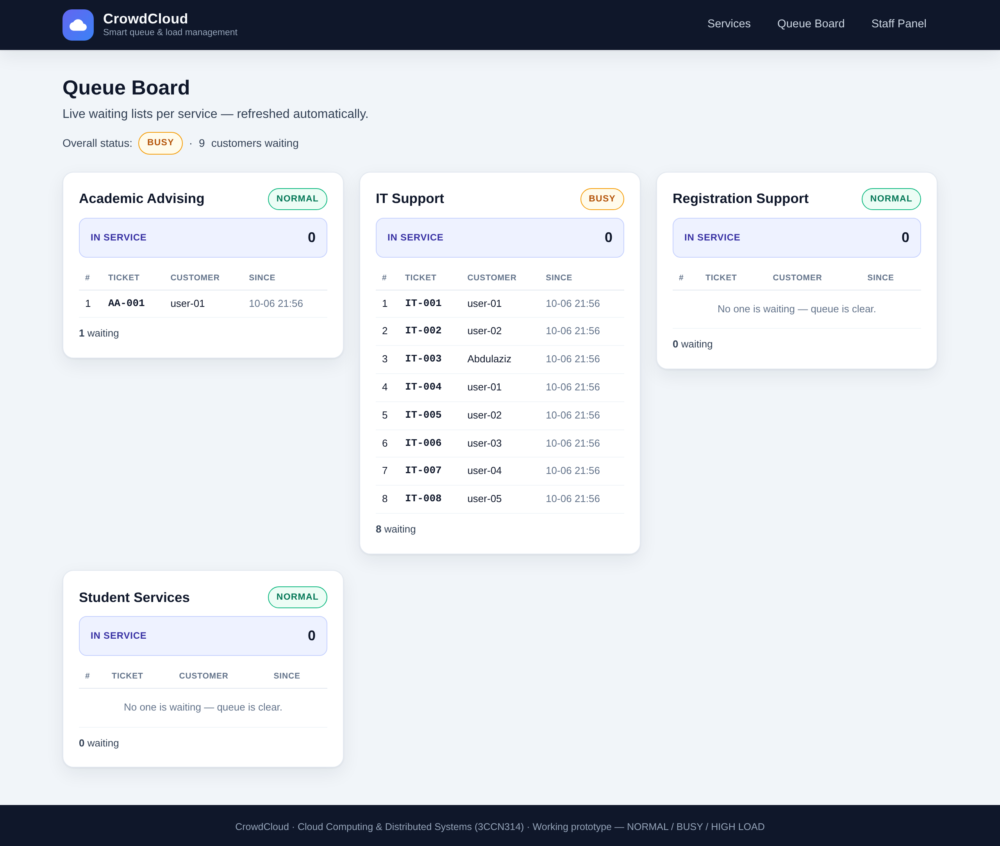 CrowdCloud
Smart queue & load management
Services Queue Board Staff Panel
Queue Board
Live waiting lists per service — refreshed automatically.
Overall status: BUSY · 9 customers waiting
Academic Advising NORMAL
IN SERVICE 0
# TICKET CUSTOMER SINCE
1 AA-001 user-01 10-06 21:56
1 waiting
IT Support BUSY
IN SERVICE 0
# TICKET CUSTOMER SINCE
1 IT-001 user-01 10-06 21:56
2 IT-002 user-02 10-06 21:56
3 IT-003 Abdulaziz 10-06 21:56
4 IT-004 user-01 10-06 21:56
5 IT-005 user-02 10-06 21:56
6 IT-006 user-03 10-06 21:56
7 IT-007 user-04 10-06 21:56
8 IT-008 user-05 10-06 21:56
8 waiting
Registration Support NORMAL
IN SERVICE 0
# TICKET CUSTOMER SINCE
No one is waiting — queue is clear.
0 waiting
Student Services NORMAL
IN SERVICE 0
# TICKET CUSTOMER SINCE
No one is waiting — queue is clear.
0 waiting
CrowdCloud · Cloud Computing & Distributed Systems (3CCN314) · Working prototype — NORMAL / BUSY / HIGH LOAD